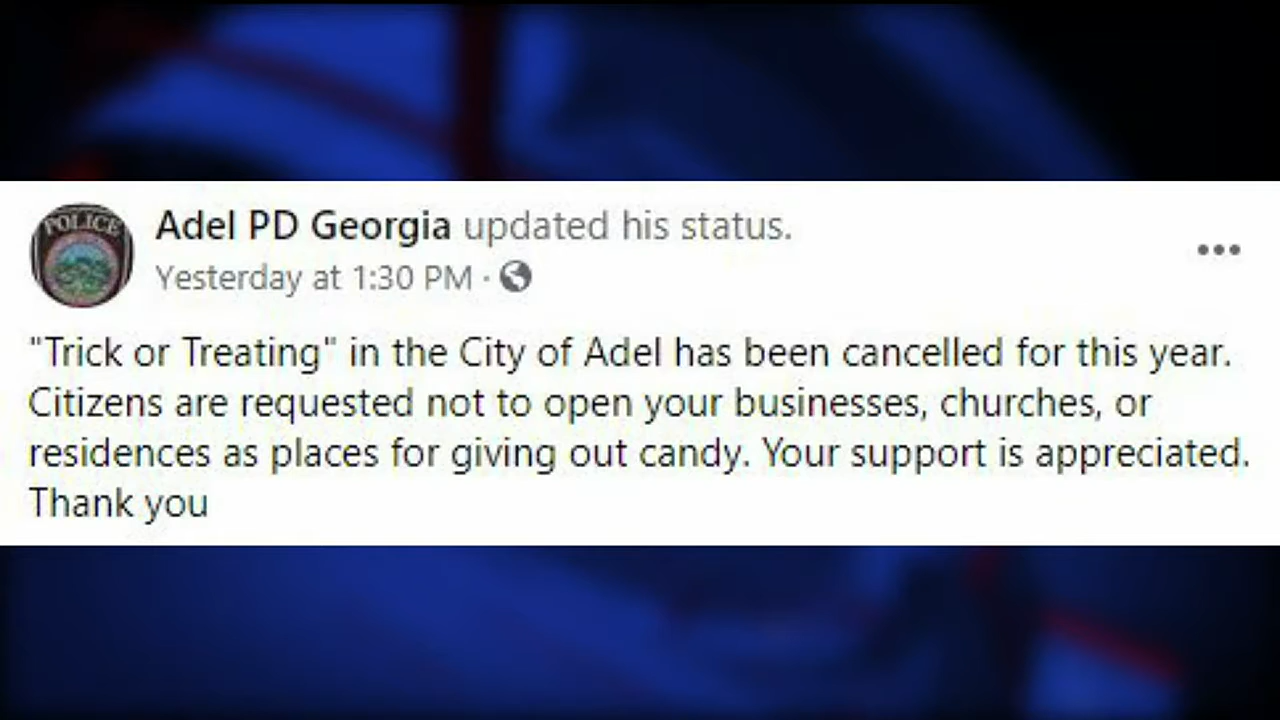 POLICE
Adel PD Georgia updated his status.
Yesterday at 1:30 PM ·
"Trick or Treating" in the City of Adel has been cancelled for this year.
Citizens are requested not to open your businesses, churches, or
residences as places for giving out candy. Your support is appreciated.
Thank you